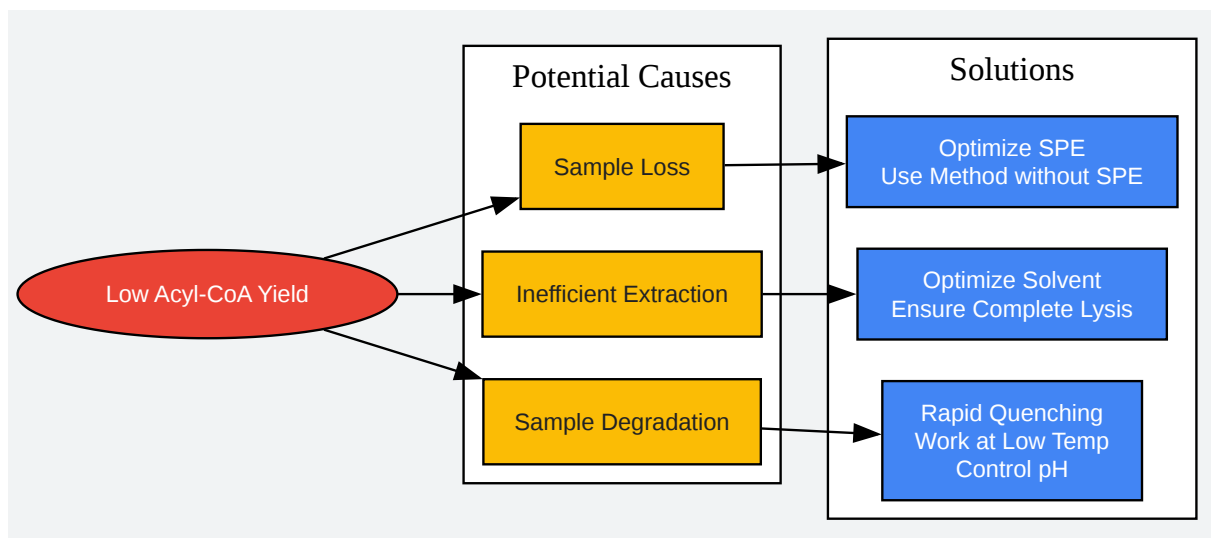 Low Acyl-CoA Yield
Potential Causes
Sample Loss
Inefficient Extraction
Sample Degradation
Solutions
Optimize SPE
Use Method without SPE
Optimize Solvent
Ensure Complete Lysis
Rapid Quenching
Work at Low Temp
Control pH